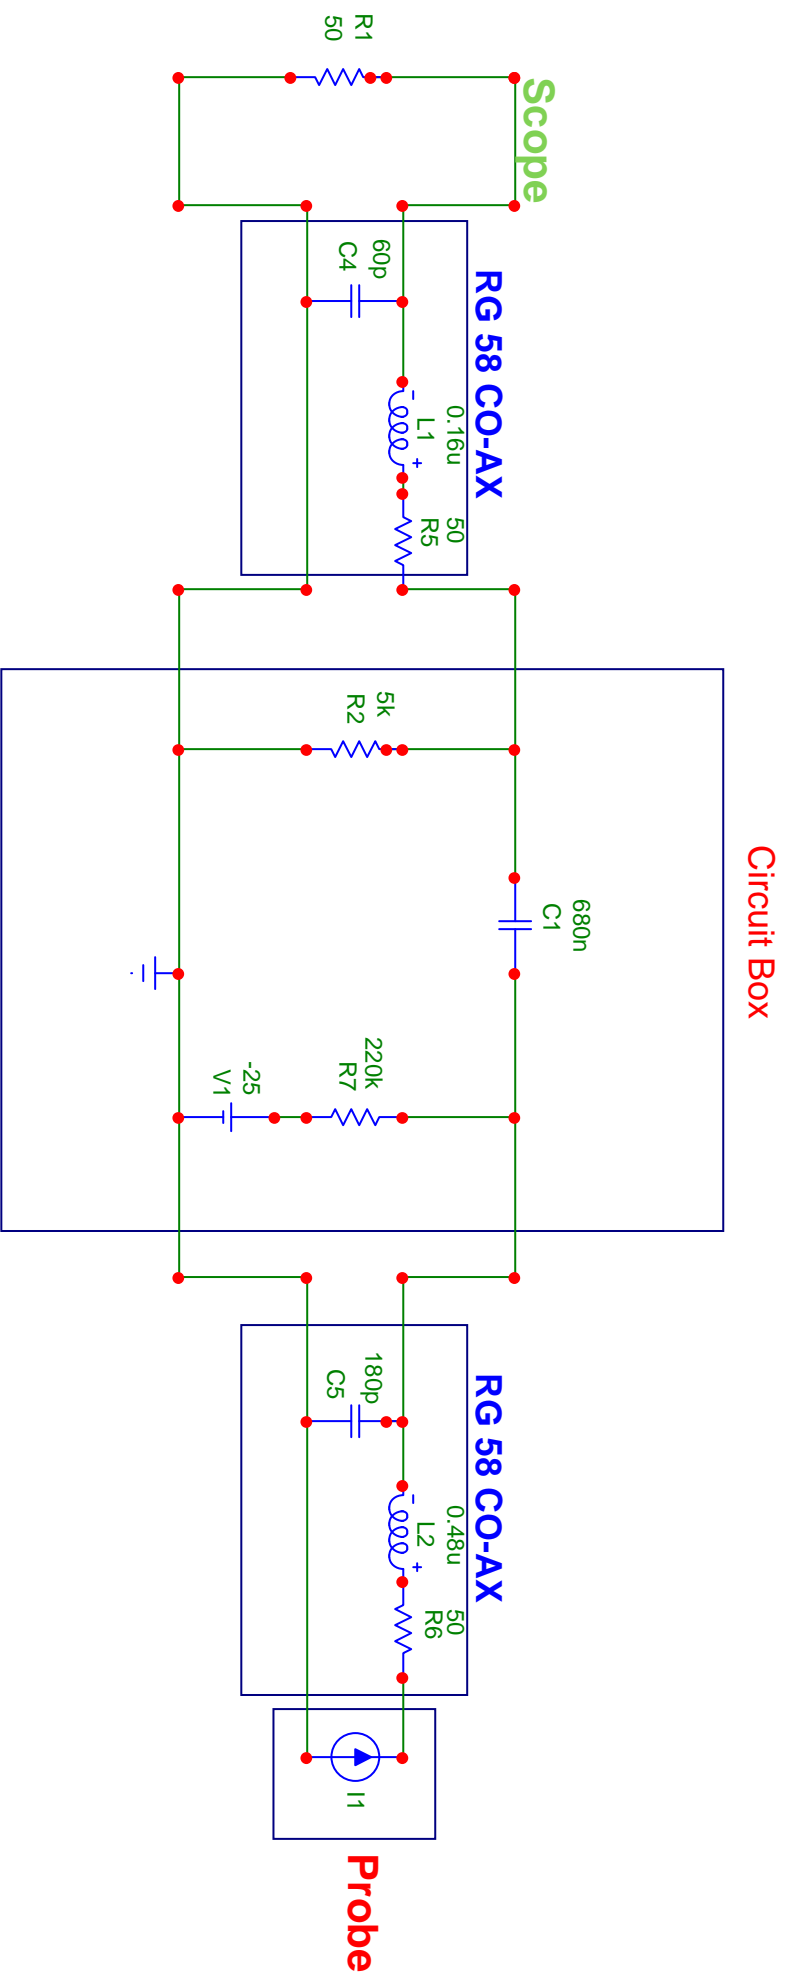 Scope
R1
50
RG 58 CO-AX
60p
C4
0.16u
L1
- +
50
R5
Circuit Box
5k
R2
680n
C1
220k
R7
-25
V1
RG 58 CO-AX
180p
C5
0.48u
L2
- +
50
R6
I1
Probe